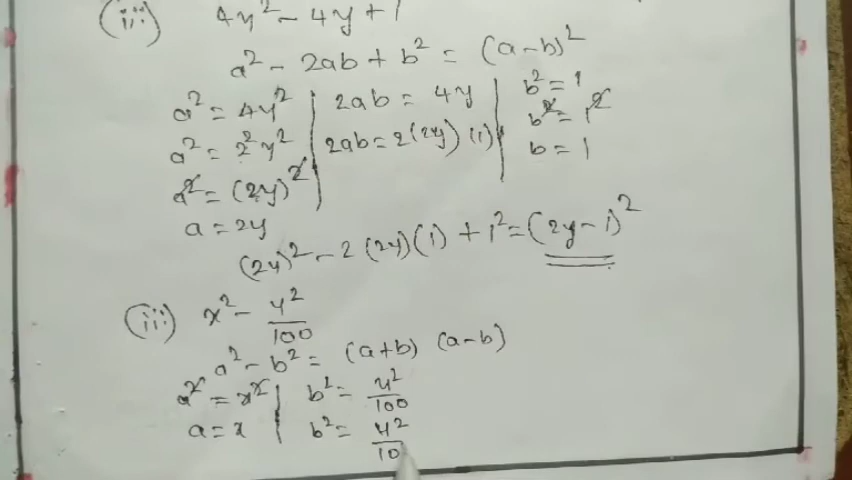 (ii) 4y² - 4y + 1
a² - 2ab + b² = (a-b)²
a² = 4y² | 2ab = 4y | b² = 1
a² = 2²y² | 2ab = 2(2y)(1) | b² = 1²
a² = (2y)² | b = 1
a = 2y
(2y)² - 2(2y)(1) + 1² = (2y-1)²
(iii) x² - y²/100
a² - b² = (a+b) (a-b)
a² = x² | b² = y²/100
a = x | b² = y²/10